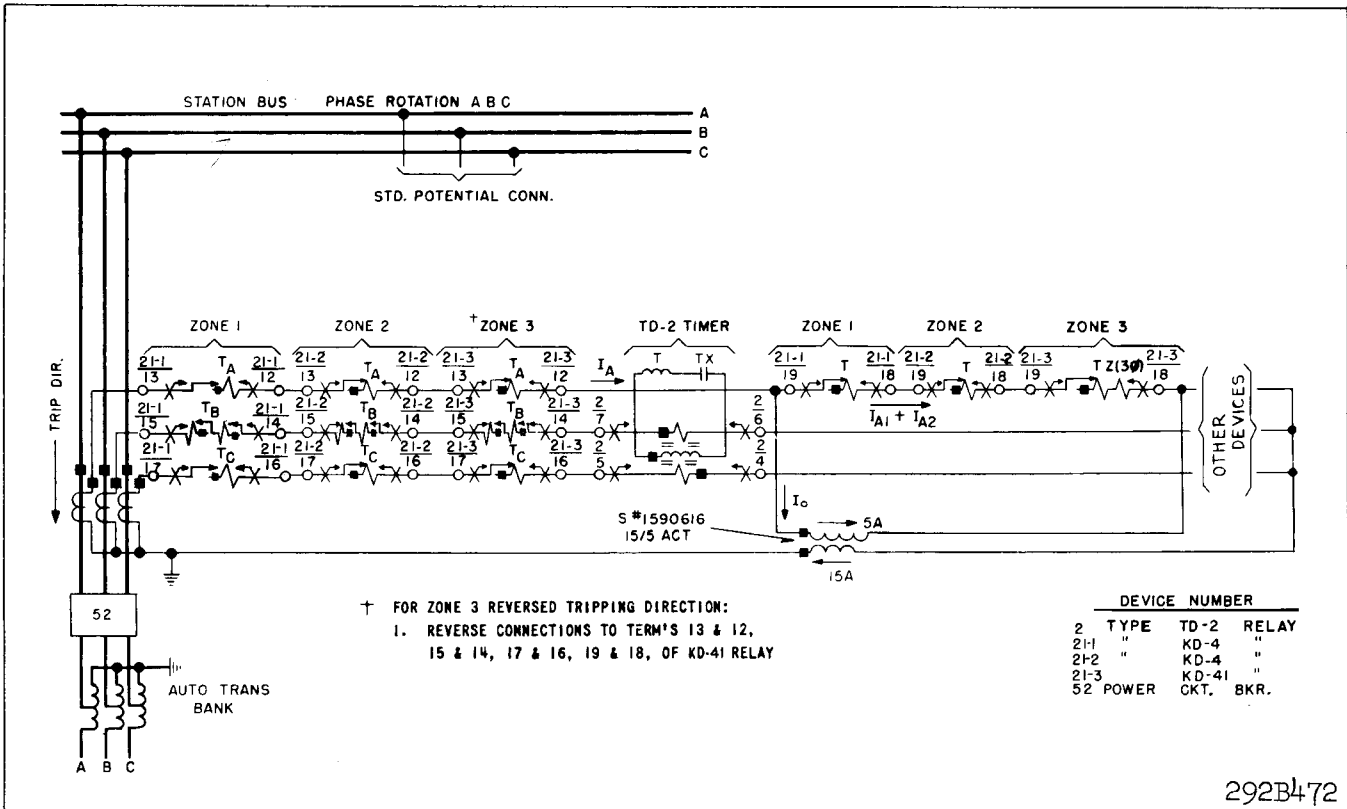 STATION BUS PHASE ROTATION A B C
A
B
C
STD. POTENTIAL CONN.
TRIP DIR.
ZONE 1
ZONE 2
† ZONE 3
TD-2 TIMER
ZONE 1
ZONE 2
ZONE 3
21-1
13
TA
21-1
12
21-2
13
TA
21-2
12
21-3
13
TA
21-3
12
IA
T
TX
21-1
19
T
21-1
18
21-2
19
T
21-2
18
21-3
19
TZ(3Ø)
21-3
18
IA1 + IA2
21-1
15
TB
21-1
14
21-2
15
TB
21-2
14
21-3
15
TB
21-3
14
2
7
2
6
21-1
17
TC
21-1
16
21-2
17
TC
21-2
16
21-3
17
TC
21-3
16
2
5
2
4
OTHER
DEVICES
Io
S#1590616
15/5 ACT
5A
15A
52
† FOR ZONE 3 REVERSED TRIPPING DIRECTION:
1. REVERSE CONNECTIONS TO TERM'S 13 & 12,
15 & 14, 17 & 16, 19 & 18, OF KD-41 RELAY
DEVICE NUMBER
2 TYPE TD-2 RELAY
21-1 " KD-4 "
21-2 " KD-4 "
21-3 KD-41 "
52 POWER CKT. BKR.
AUTO TRANS
BANK
A B C
292B472